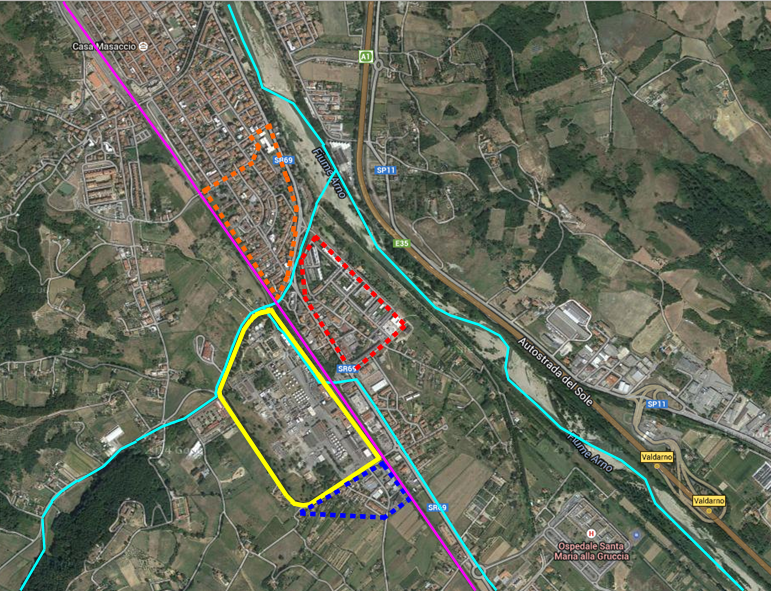 Casa Masaccio
A1
SR69
SP11
Fiume Arno
E35
SR69
Autostrada del Sole
SP11
Fiume Arno
Valdarno
Valdarno
SR69
H
Ospedale Santa
Maria alla Gruccia